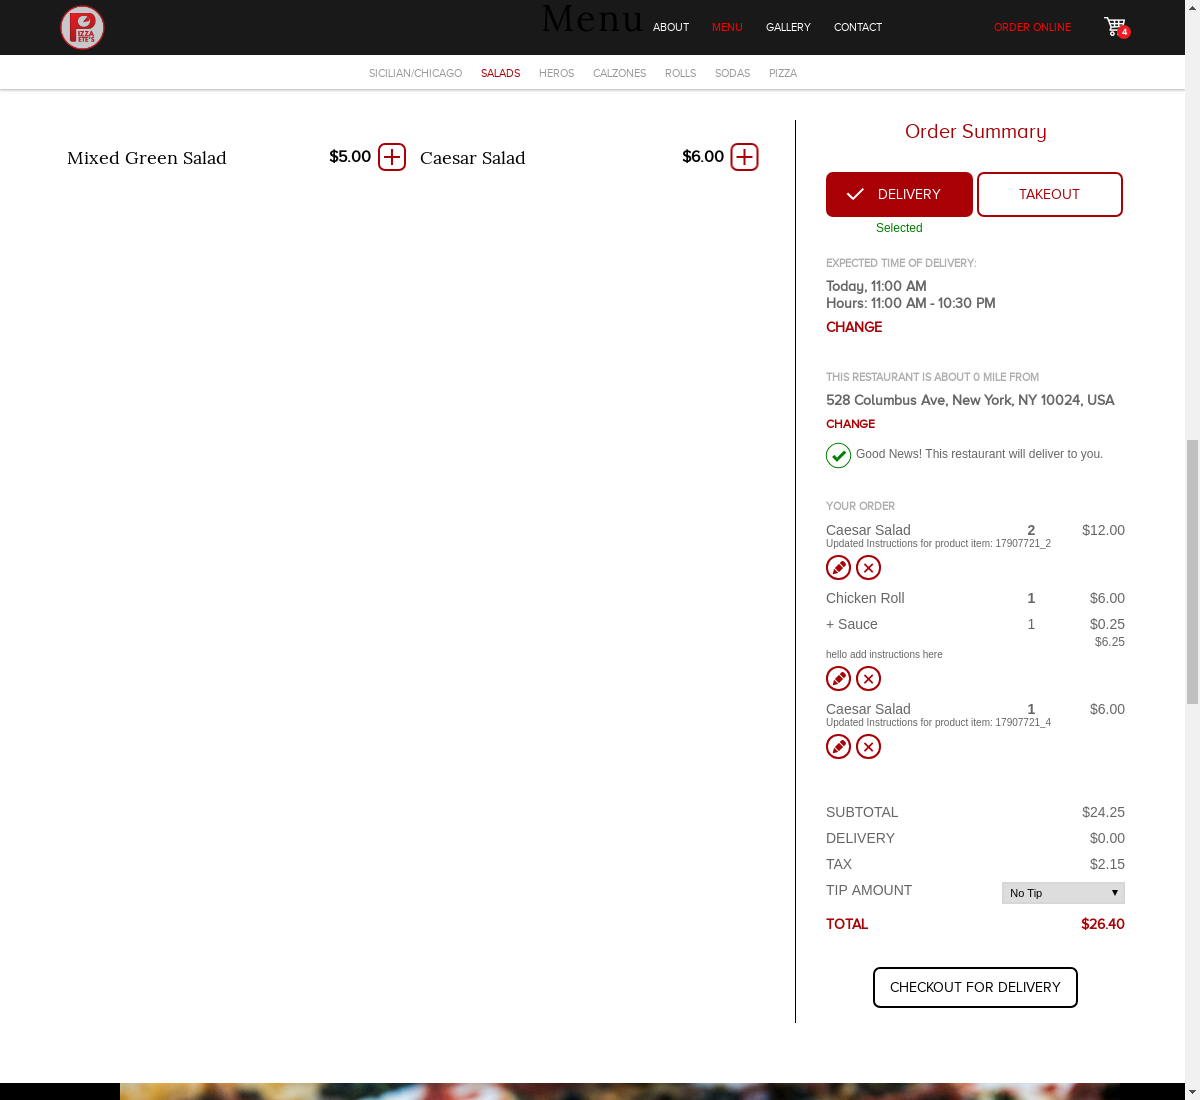 PIZZA
PETE'S
Menu
ABOUT
MENU
GALLERY
CONTACT
ORDER ONLINE
4
SICILIAN/CHICAGO
SALADS
HEROS
CALZONES
ROLLS
SODAS
PIZZA
Mixed Green Salad $5.00
Caesar Salad $6.00
Order Summary
DELIVERY
TAKEOUT
Selected
EXPECTED TIME OF DELIVERY:
Today, 11:00 AM
Hours: 11:00 AM - 10:30 PM
CHANGE
THIS RESTAURANT IS ABOUT 0 MILE FROM
528 Columbus Ave, New York, NY 10024, USA
CHANGE
Good News! This restaurant will deliver to you.
YOUR ORDER
Caesar Salad 2 $12.00
Updated Instructions for product item: 17907721_2
Chicken Roll 1 $6.00
+ Sauce 1 $0.25
$6.25
hello add instructions here
Caesar Salad 1 $6.00
Updated Instructions for product item: 17907721_4
SUBTOTAL $24.25
DELIVERY $0.00
TAX $2.15
TIP AMOUNT No Tip
TOTAL $26.40
CHECKOUT FOR DELIVERY